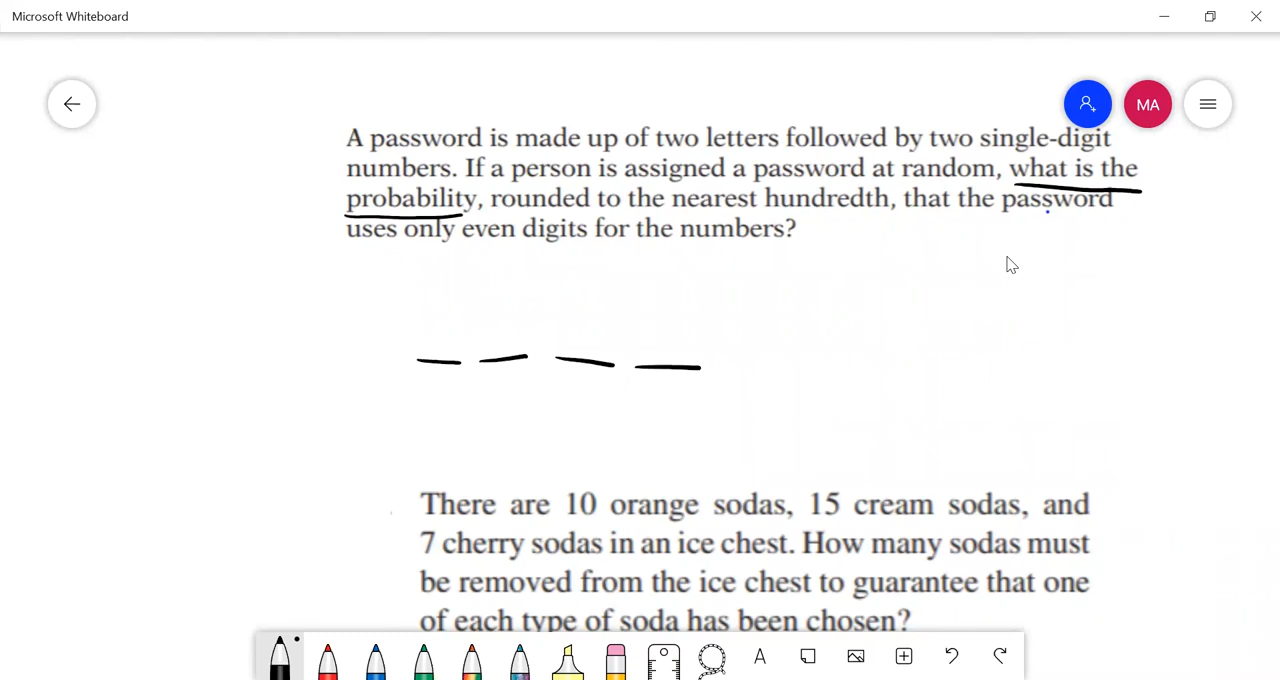 Microsoft Whiteboard
MA
A password is made up of two letters followed by two single-digit
numbers. If a person is assigned a password at random, what is the
probability, rounded to the nearest hundredth, that the password
uses only even digits for the numbers?
There are 10 orange sodas, 15 cream sodas, and
7 cherry sodas in an ice chest. How many sodas must
be removed from the ice chest to guarantee that one
of each type of soda has been chosen?